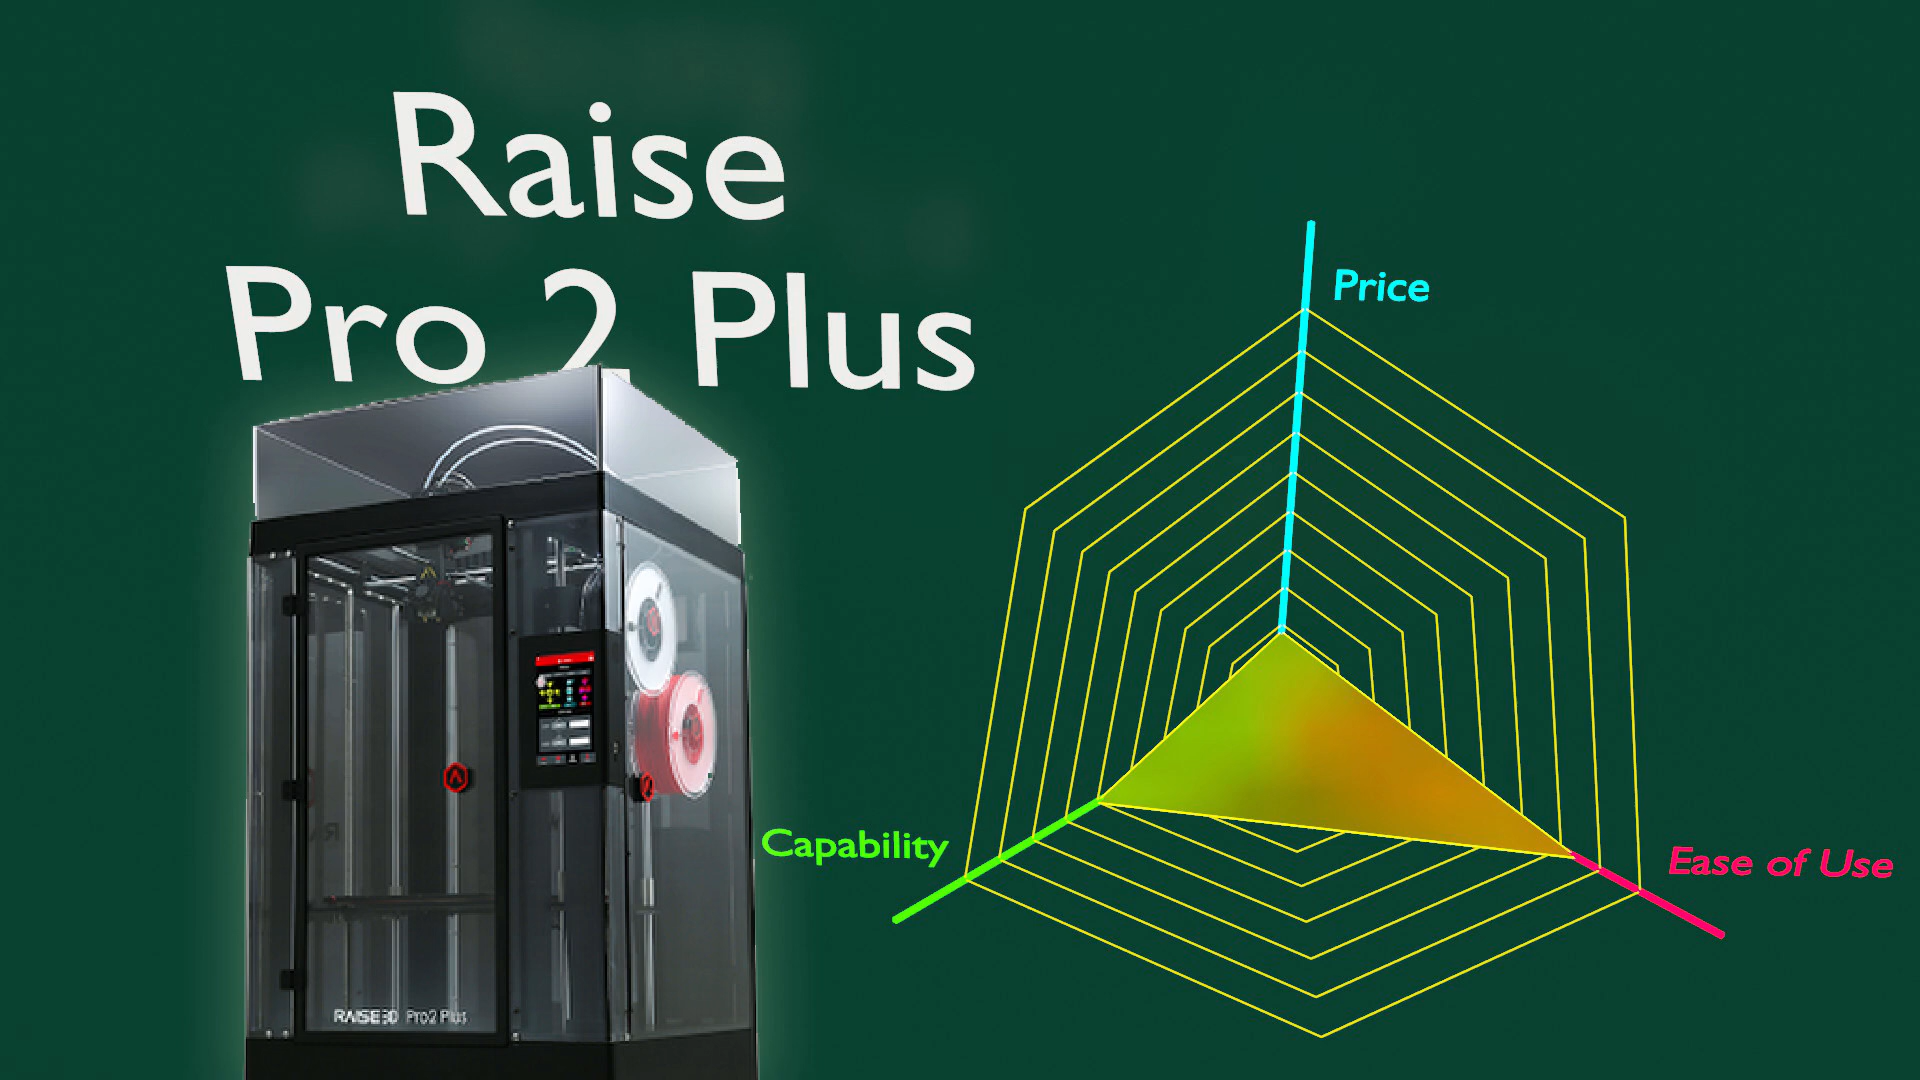 Raise
Pro 2 Plus
Price
Capability
Ease of Use
RAISE3D Pro2 Plus